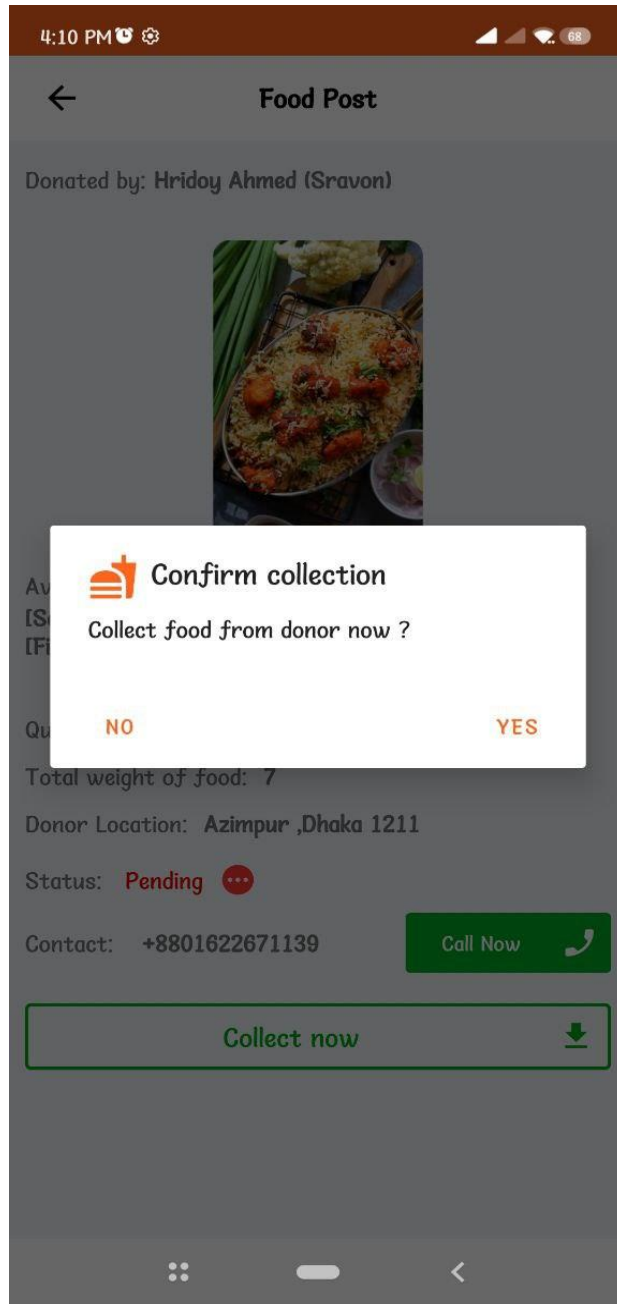 4:10 PM 68
Food Post
Donated by: Hridoy Ahmed (Sravon)
Confirm collection
Collect food from donor now ?
NO YES
Total weight of food: 7
Donor Location: Azimpur ,Dhaka 1211
Status: Pending
Contact: +8801622671139 Call Now
Collect now